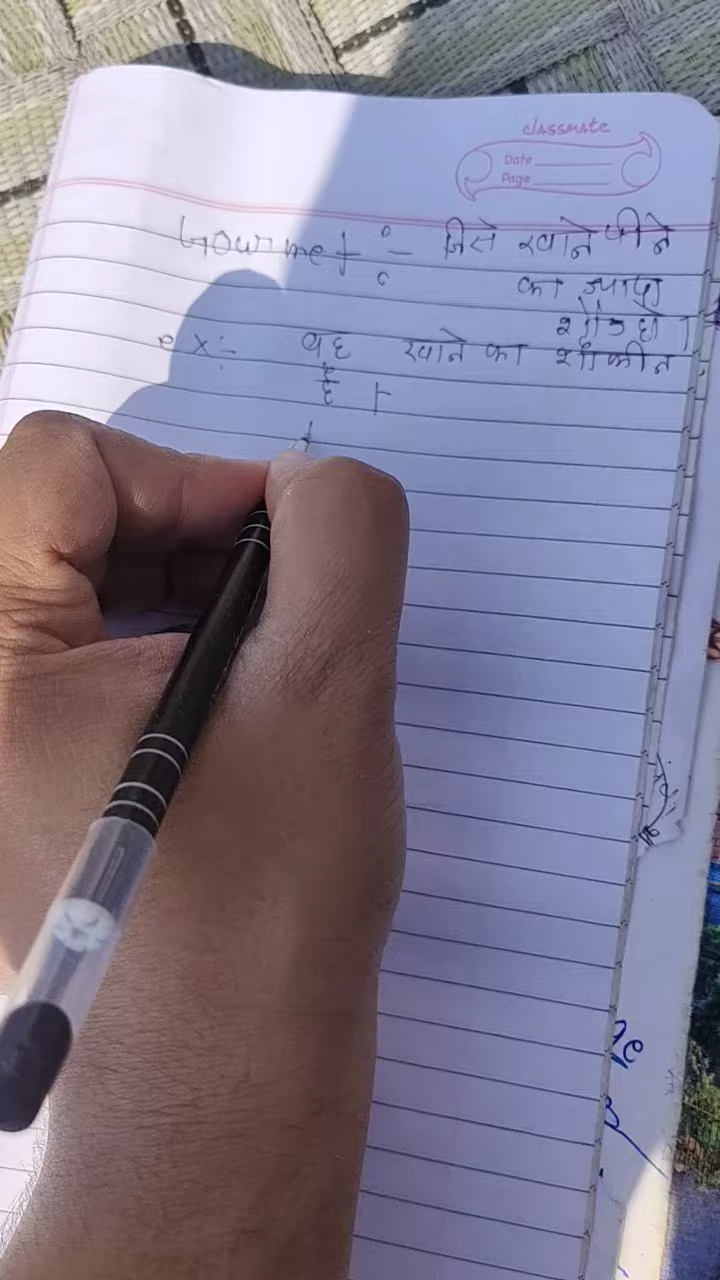 classmate
Date
Page
Gourmet :- जिसे खाने पीने
का ज्यादा
शौक हो ।
ex:- वह खाने का शौकीन
है ।